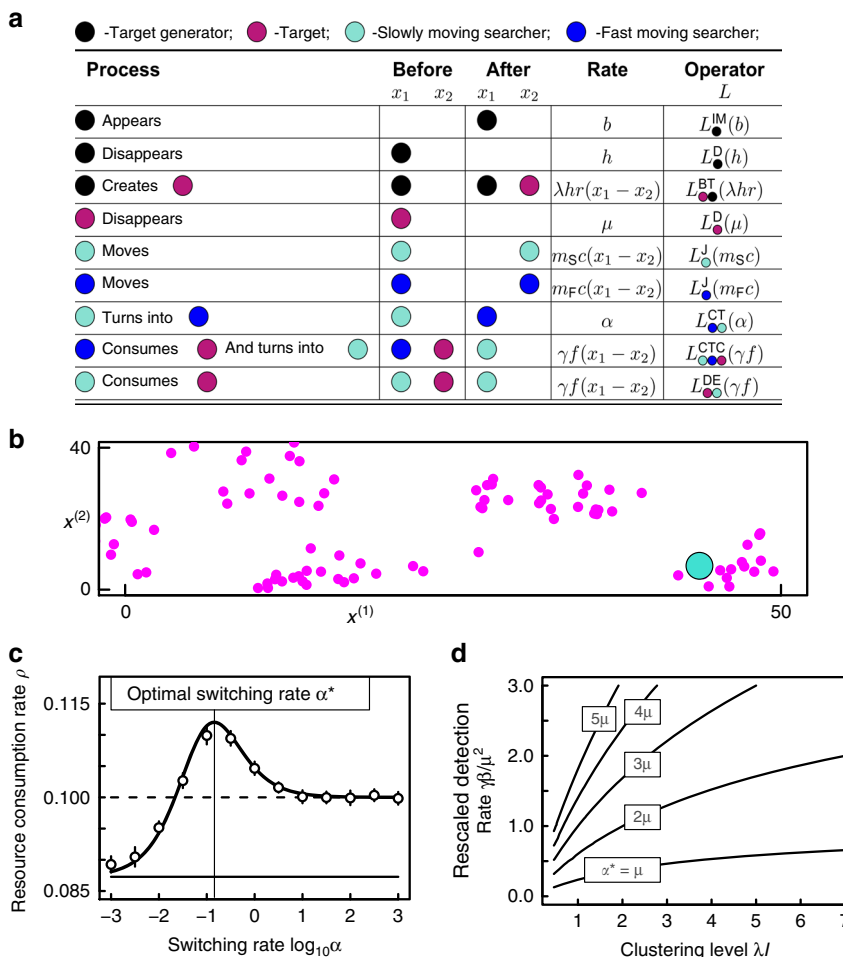 a
-Target generator; -Target; -Slowly moving searcher; -Fast moving searcher;
Process Before After Rate Operator
x₁ x₂ x₁ x₂ L
Appears b L^IM(b)
Disappears h L^D(h)
Creates λhr(x₁ − x₂) L^BT(λhr)
Disappears μ L^D(μ)
Moves m_S c(x₁ − x₂) L^J(m_S c)
Moves m_F c(x₁ − x₂) L^J(m_F c)
Turns into α L^CT(α)
Consumes And turns into γf(x₁ − x₂) L^CTC(γf)
Consumes γf(x₁ − x₂) L^DE(γf)
b
40
x⁽²⁾
0
0 x⁽¹⁾ 50
c
Optimal switching rate α*
Resource consumption rate ρ
0.115
0.100
0.085
−3 −2 −1 0 1 2 3
Switching rate log₁₀α
d
Rescaled detection
Rate γβ/μ²
3.0
2.0
1.0
0.0
5μ
4μ
3μ
2μ
α* = μ
1 2 3 4 5 6 7
Clustering level λl